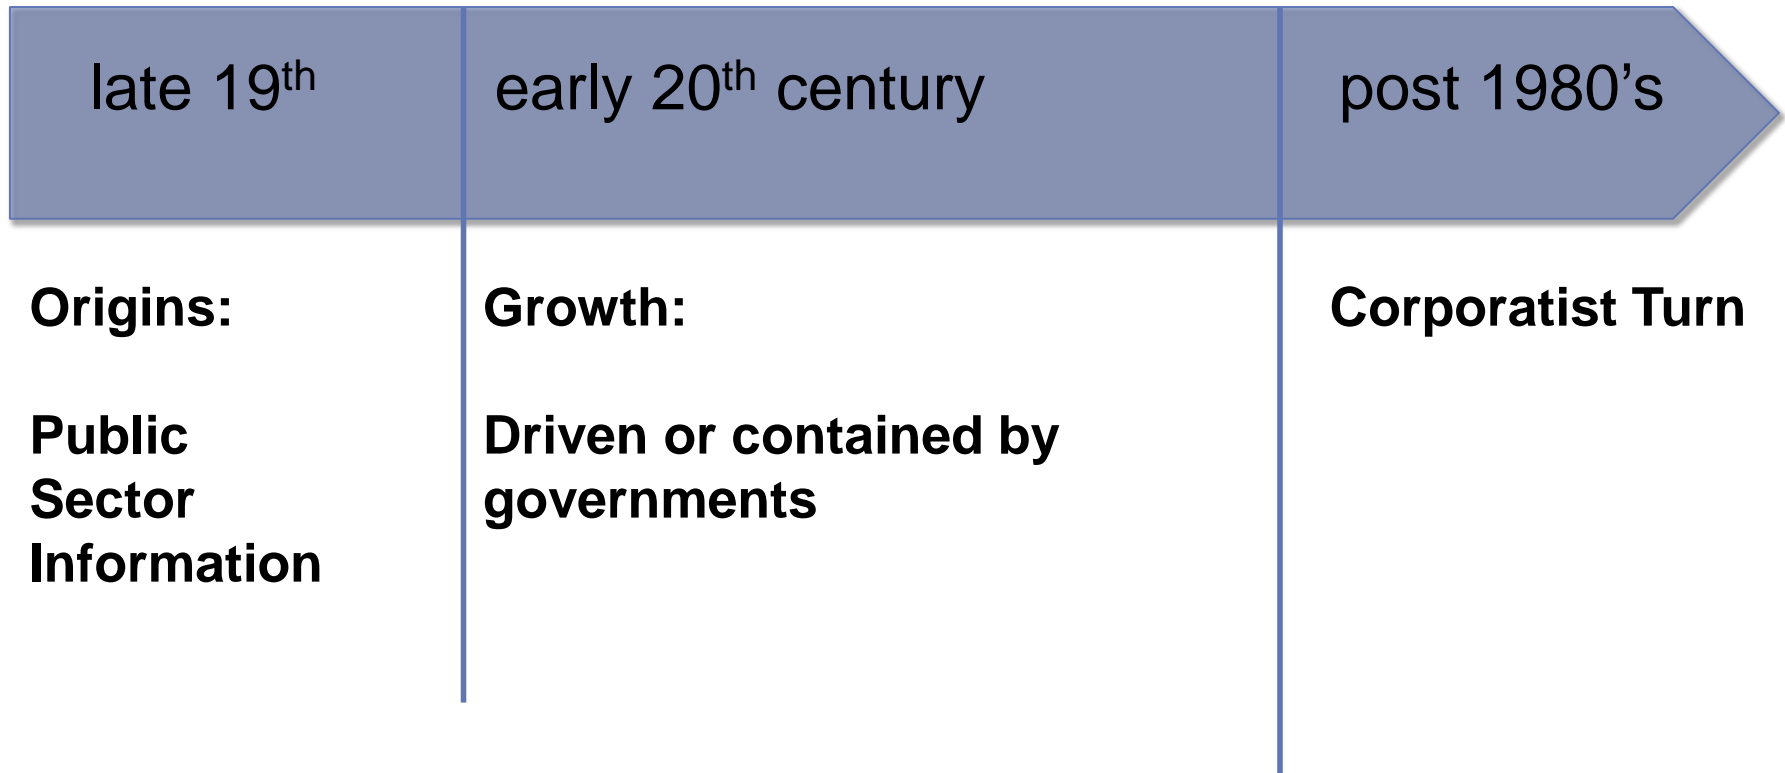 late 19th
early 20th century
post 1980’s
Origins:
Public
Sector
Information
Growth:
Driven or contained by
governments
Corporatist Turn